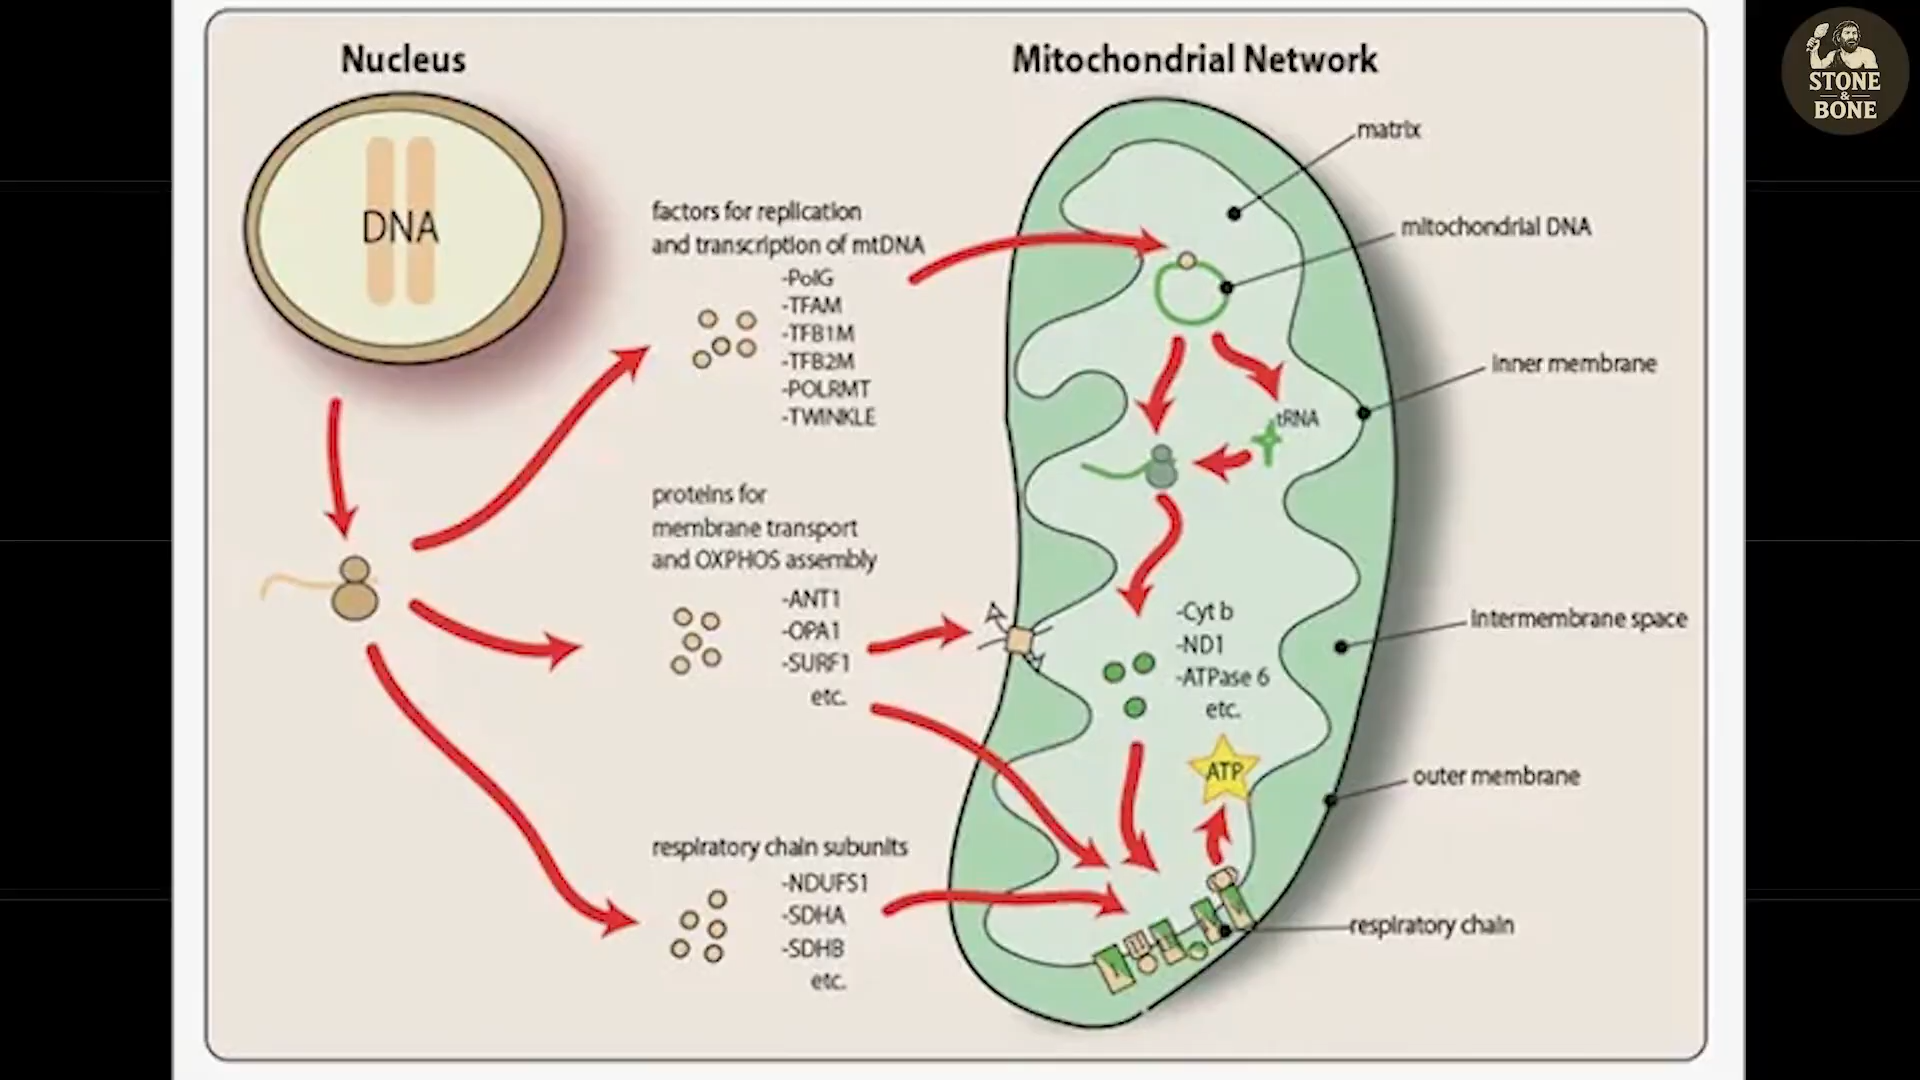 Nucleus
Mitochondrial Network
STONE
&
BONE
DNA
factors for replication
and transcription of mtDNA
-PolG
-TFAM
-TFB1M
-TFB2M
-POLRMT
-TWINKLE
proteins for
membrane transport
and OXPHOS assembly
-ANT1
-OPA1
-SURF1
etc.
respiratory chain subunits
-NDUFS1
-SDHA
-SDHB
etc.
matrix
mitochondrial DNA
inner membrane
tRNA
-Cyt b
-ND1
-ATPase 6
etc.
intermembrane space
ATP
outer membrane
respiratory chain